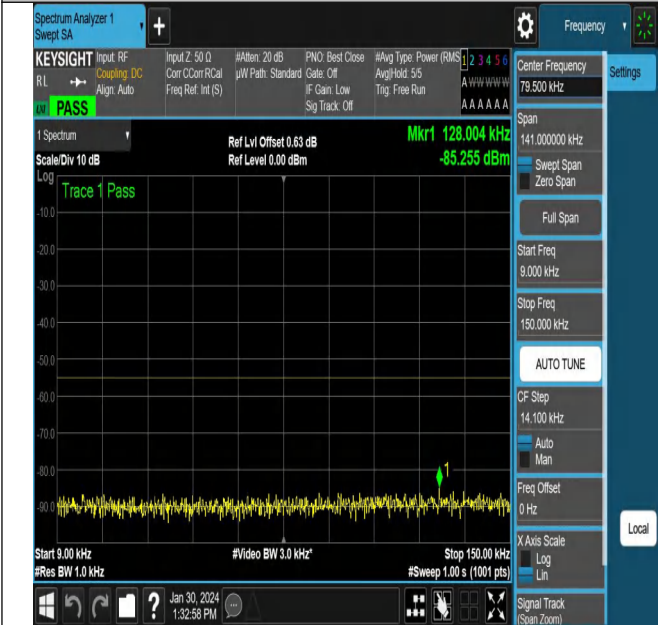 Spectrum Analyzer 1
Swept SA
+
Frequency
KEYSIGHT
Input: RF
Coupling: DC
Align: Auto
R L
PASS
Input Z: 50 Ω
Corr CCorr RCal
Freq Ref: Int (S)
#Atten: 20 dB
µW Path: Standard
PNO: Best Close
Gate: Off
IF Gain: Low
Sig Track: Off
#Avg Type: Power (RMS
Avg|Hold: 5/5
Trig: Free Run
1 2 3 4 5 6
A W W W W W
A A A A A A
1 Spectrum
Scale/Div 10 dB
Ref Lvl Offset 0.63 dB
Ref Level 0.00 dBm
Mkr1 128.004 kHz
-85.255 dBm
Log
Trace 1 Pass
-10.0
-20.0
-30.0
-40.0
-50.0
-60.0
-70.0
-80.0
-90.0
1
Start 9.00 kHz
#Res BW 1.0 kHz
#Video BW 3.0 kHz*
Stop 150.00 kHz
#Sweep 1.00 s (1001 pts)
?
Jan 30, 2024
1:32:58 PM
Center Frequency
79.500 kHz
Settings
Span
141.000000 kHz
Swept Span
Zero Span
Full Span
Start Freq
9.000 kHz
Stop Freq
150.000 kHz
AUTO TUNE
CF Step
14.100 kHz
Auto
Man
Freq Offset
0 Hz
X Axis Scale
Log
Lin
Local
Signal Track
(Span Zoom)